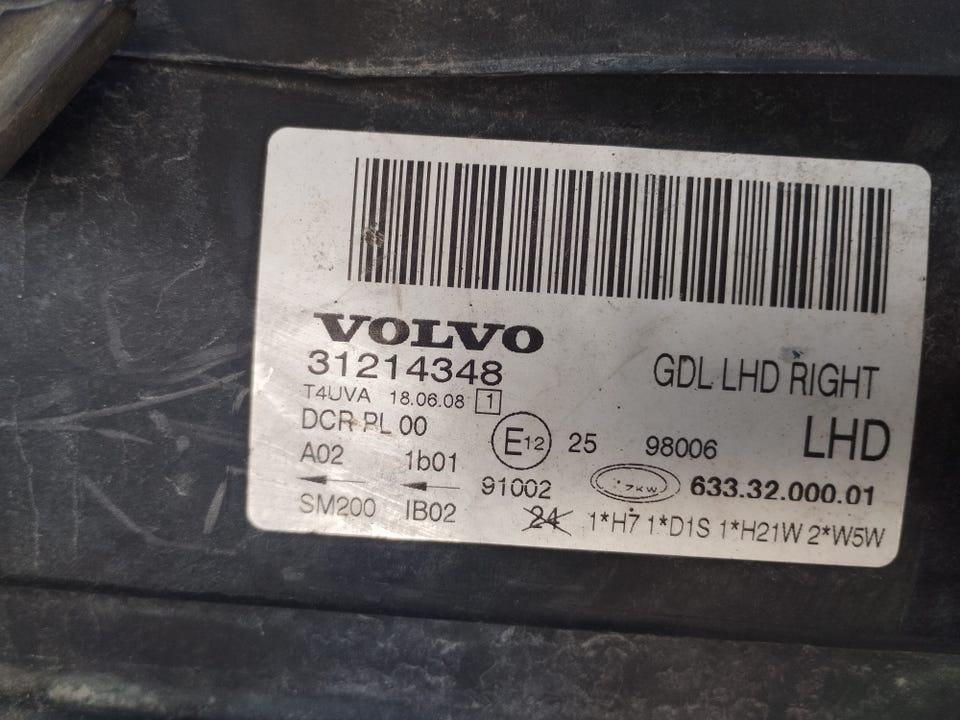 VOLVO
31214348
GDL LHD RIGHT
T4UVA 18.06.08 1
DCR PL 00
E12 25 98006 LHD
A02 1b01
91002 ZKW 633.32.000.01
SM200 IB02
24 1*H7 1*D1S 1*H21W 2*W5W